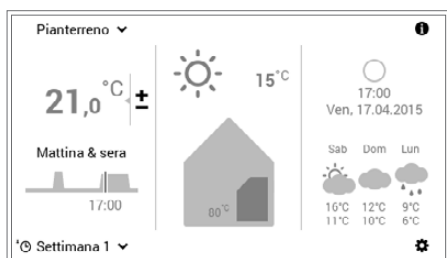 Pianterreno
21,0 °C ±
Mattina & sera
17:00
Settimana 1
15°C
80°C
17:00
Ven, 17.04.2015
Sab Dom Lun
16°C 12°C 9°C
11°C 10°C 6°C